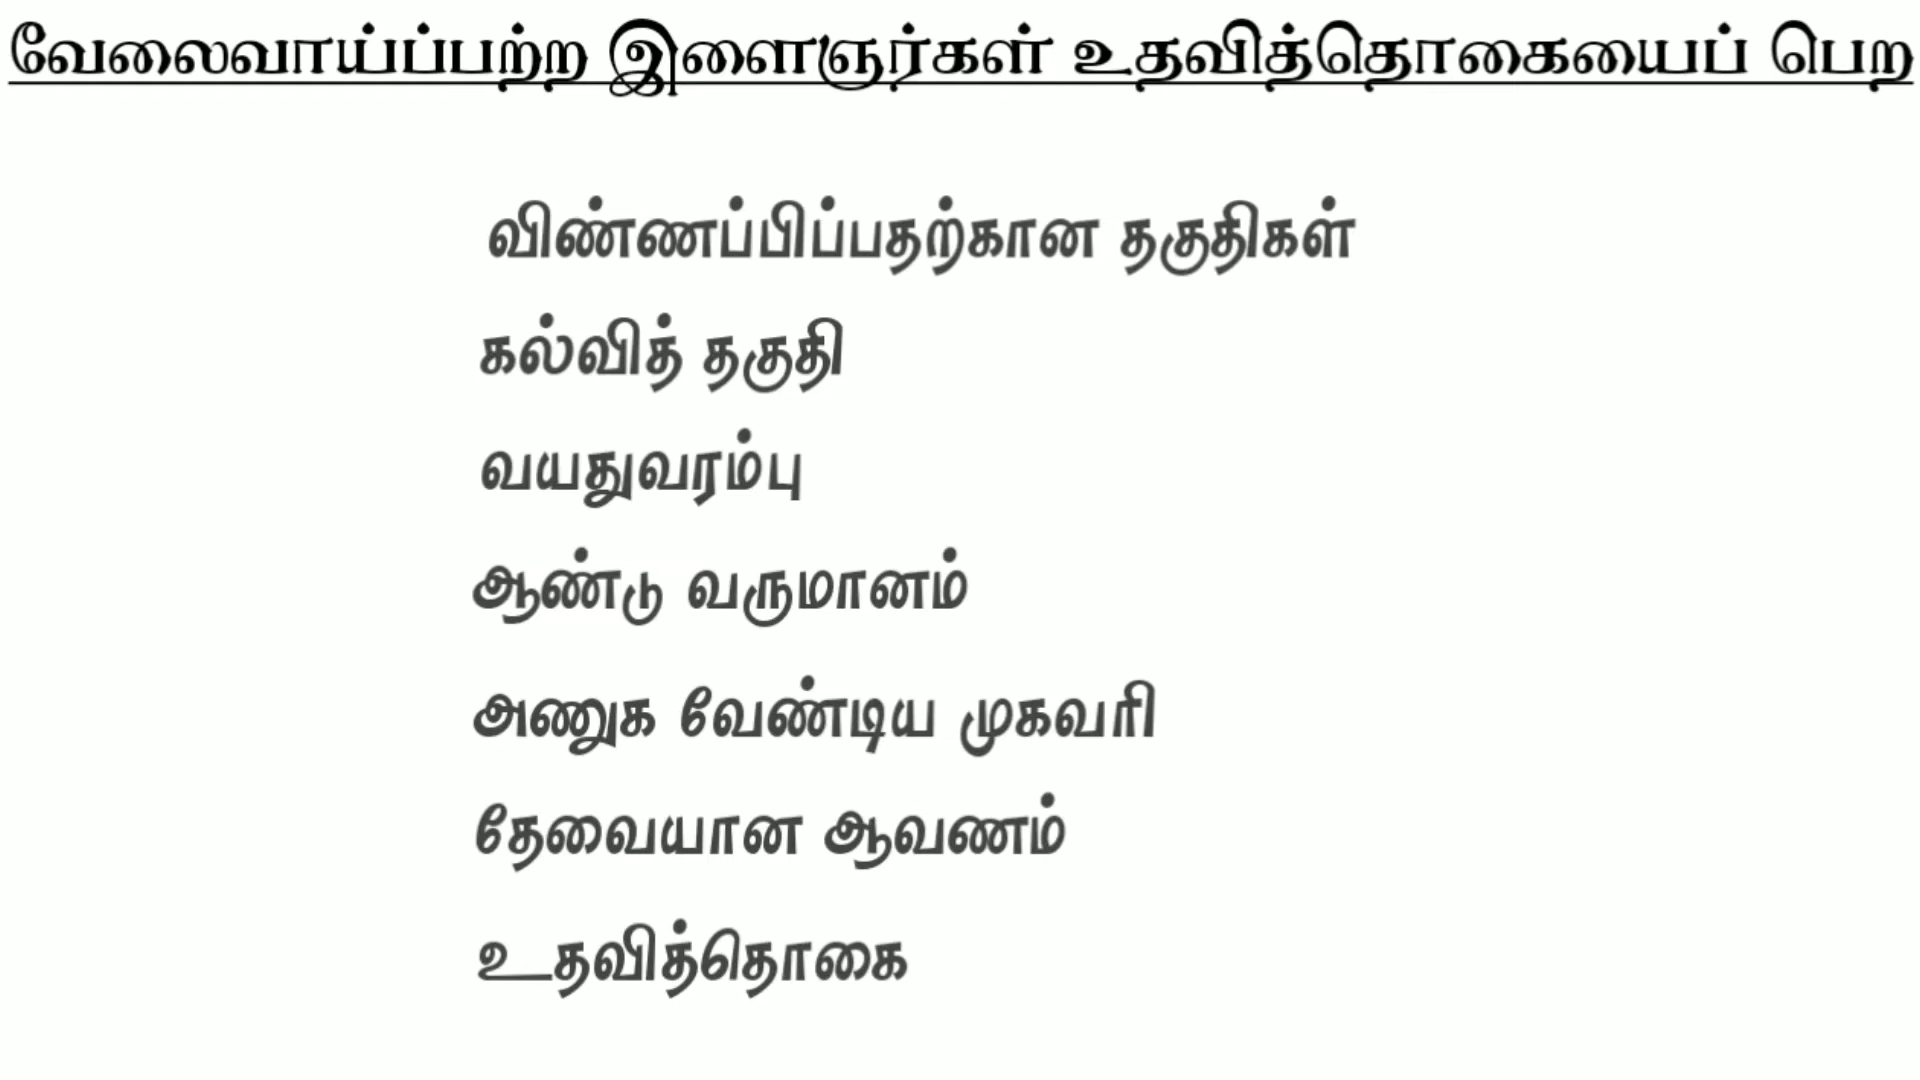 வேலைவாய்ப்பற்ற இளைஞர்கள் உதவித்தொகையைப் பெற
விண்ணப்பிப்பதற்கான தகுதிகள்
கல்வித் தகுதி
வயதுவரம்பு
ஆண்டு வருமானம்
அணுக வேண்டிய முகவரி
தேவையான ஆவணம்
உதவித்தொகை